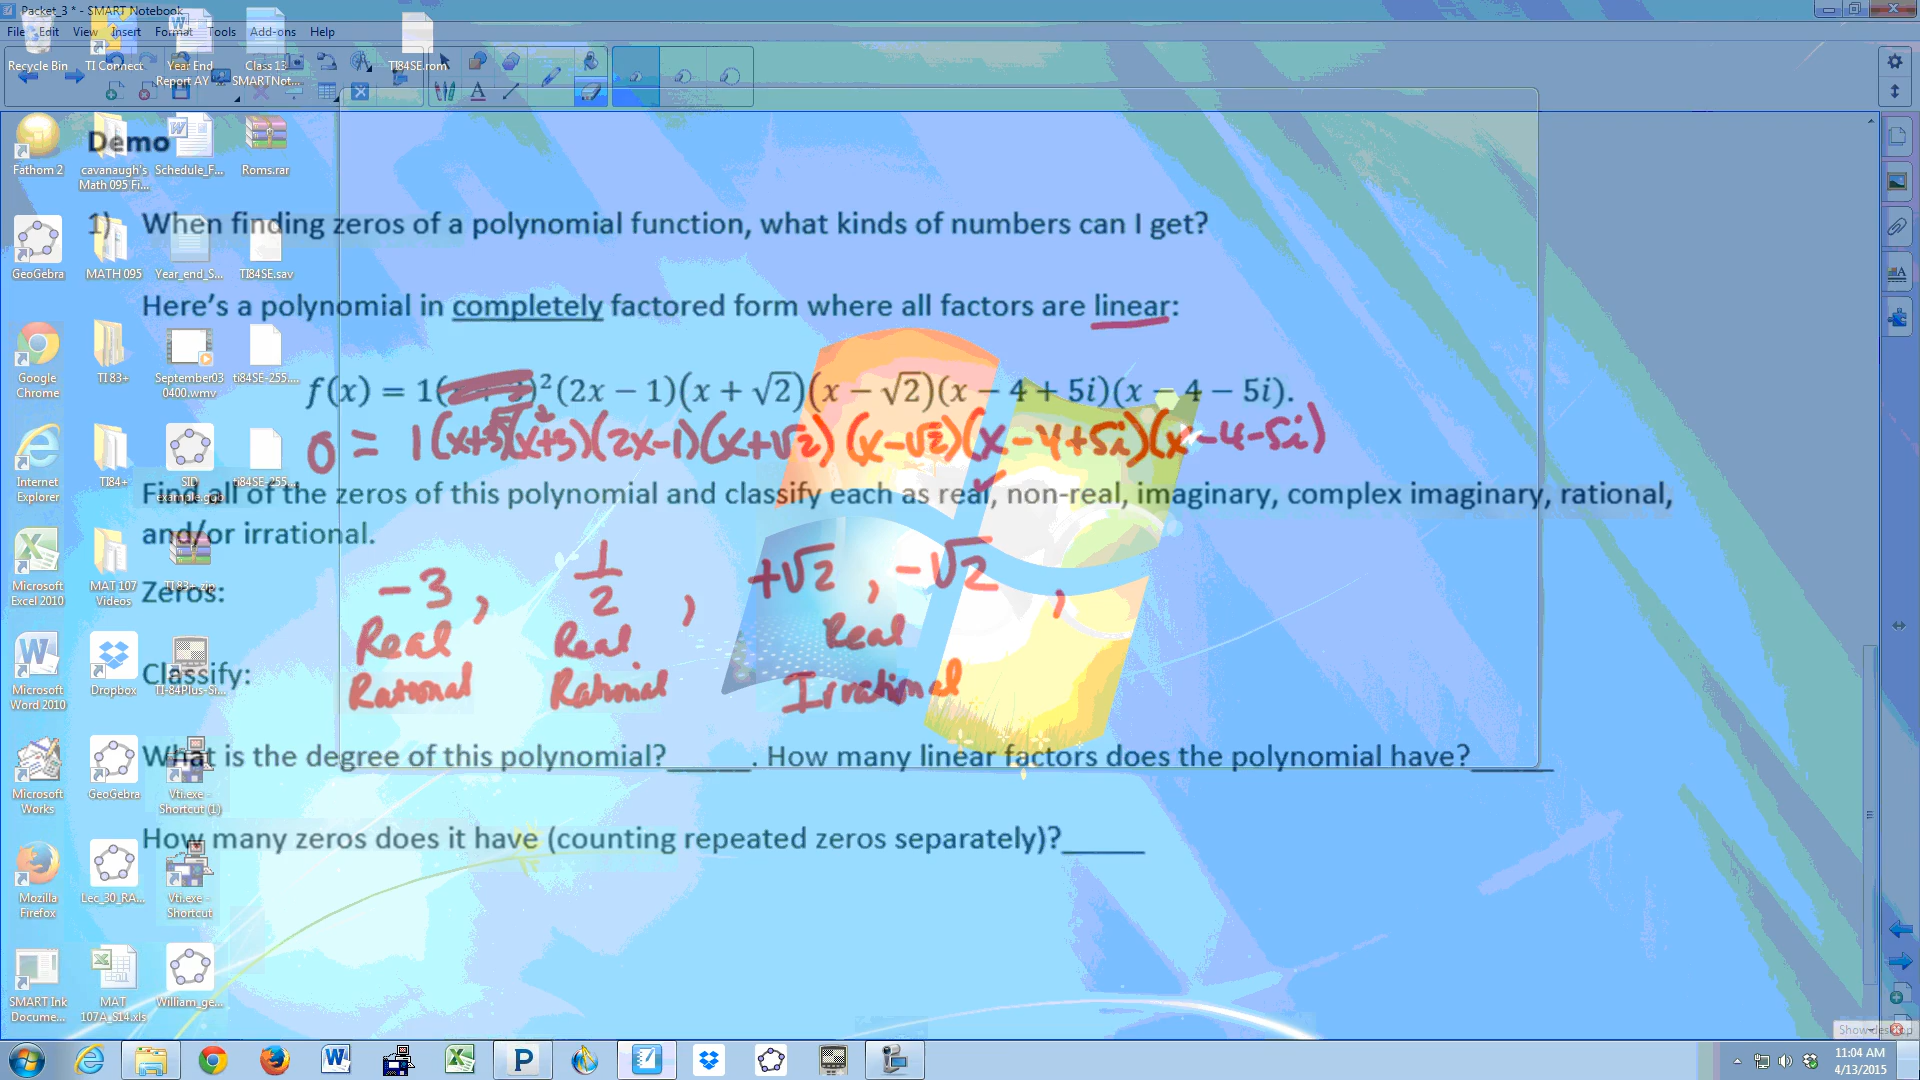 Packet_3 * - SMART Notebook
File Edit View Insert Format Tools Add-ons Help
Recycle Bin TI Connect Year End Report AY Class 13 SMARTNot... TI84SE.rom
Demo
Fathom 2 cavanaugh's Math 095 Fi... Schedule_F... Roms.rar
1) When finding zeros of a polynomial function, what kinds of numbers can I get?
GeoGebra MATH 095 Year_end_S... TI84SE.sav
Here's a polynomial in completely factored form where all factors are linear:
Google Chrome TI 83+ September03 0400.wmv ti84SE-255....
f(x) = 1( )²(2x − 1)(x + √2)(x − √2)(x − 4 + 5i)(x − 4 − 5i).
0 = 1(x+3)(x+3)(2x-1)(x+√2)(x-√2)(x-4+5i)(x-4-5i)
Internet Explorer TI84+ SID example.ggb ti84SE-255....
Find all of the zeros of this polynomial and classify each as real, non-real, imaginary, complex imaginary, rational,
and/or irrational.
Microsoft Excel 2010 MAT 107 Videos TI 83+.zip
Zeros: -3, 1/2, +√2, -√2,
Real Real Real
Classify: Rational Rational Irrational
Microsoft Word 2010 Dropbox TI-84Plus-Si...
What is the degree of this polynomial?_____. How many linear factors does the polynomial have?_____
Microsoft Works GeoGebra Vti.exe - Shortcut (1)
How many zeros does it have (counting repeated zeros separately)?_____
Mozilla Firefox Lec_30_RA... Vti.exe - Shortcut
SMART Ink Docume... MAT 107A_S14.xls William_ge...
Show desktop
11:04 AM
4/13/2015